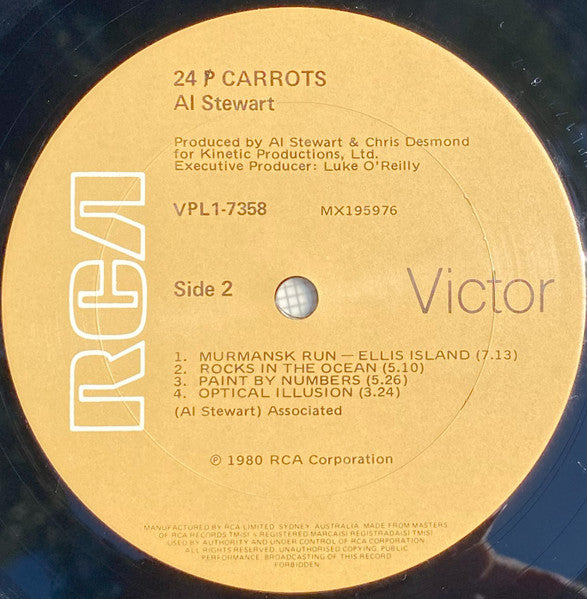 24 P CARROTS
Al Stewart
Produced by Al Stewart & Chris Desmond
for Kinetic Productions, Ltd.
Executive Producer: Luke O'Reilly
VPL1-7358 MX195976
RCA
Side 2
Victor
1. MURMANSK RUN — ELLIS ISLAND (7.13)
2. ROCKS IN THE OCEAN (5.10)
3. PAINT BY NUMBERS (5.26)
4. OPTICAL ILLUSION (3.24)
(Al Stewart) Associated
℗ 1980 RCA Corporation
MANUFACTURED BY RCA LIMITED, SYDNEY, AUSTRALIA. MADE FROM MASTERS
OF RCA RECORDS TM(S) ® REGISTERED MARCA(S) REGISTRADA(S) TM(S)
USED BY AUTHORITY AND UNDER CONTROL OF RCA CORPORATION.
ALL RIGHTS RESERVED. UNAUTHORISED COPYING, PUBLIC
PERFORMANCE, BROADCASTING OF THIS RECORD
FORBIDDEN